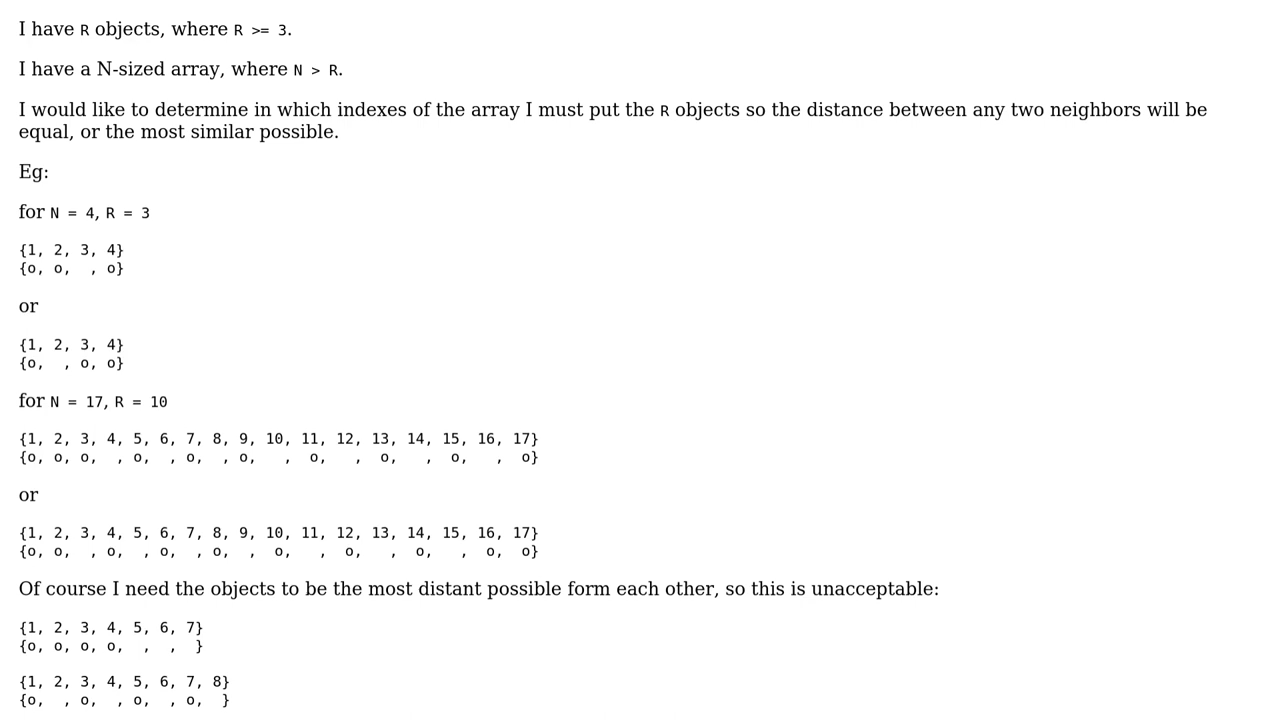 I have R objects, where R >= 3.
I have a N-sized array, where N > R.
I would like to determine in which indexes of the array I must put the R objects so the distance between any two neighbors will be
equal, or the most similar possible.
Eg:
for N = 4, R = 3
{1, 2, 3, 4}
{o, o,  , o}
or
{1, 2, 3, 4}
{o,  , o, o}
for N = 17, R = 10
{1, 2, 3, 4, 5, 6, 7, 8, 9, 10, 11, 12, 13, 14, 15, 16, 17}
{o, o, o,  , o,  , o,  , o,   ,  o,   ,  o,   ,  o,   ,  o}
or
{1, 2, 3, 4, 5, 6, 7, 8, 9, 10, 11, 12, 13, 14, 15, 16, 17}
{o, o,  , o,  , o,  , o,  ,  o,   ,  o,   ,  o,   ,  o,  o}
Of course I need the objects to be the most distant possible form each other, so this is unacceptable:
{1, 2, 3, 4, 5, 6, 7}
{o, o, o, o,  ,  ,  }
{1, 2, 3, 4, 5, 6, 7, 8}
{o,  , o,  , o,  , o,  }